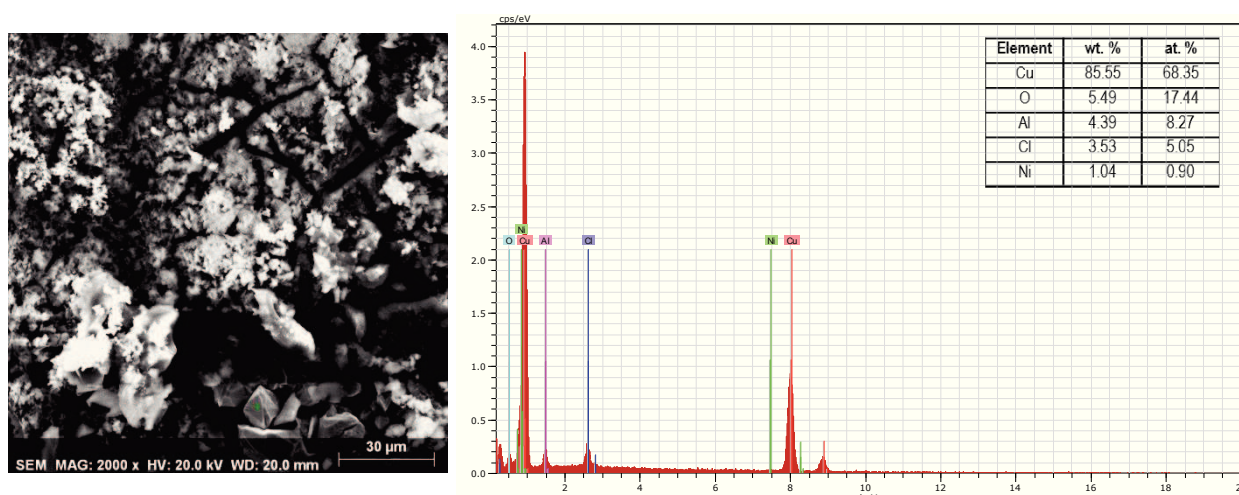 SEM MAG: 2000 x HV: 20.0 kV WD: 20.0 mm
30 µm
cps/eV
4.0
3.5
3.0
2.5
2.0
1.5
1.0
0.5
0.0
Ni
O Cu Al Cl Ni Cu
2 4 6 8 10 12 14 16 18
Element wt. % at. %
Cu 85.55 68.35
O 5.49 17.44
Al 4.39 8.27
Cl 3.53 5.05
Ni 1.04 0.90